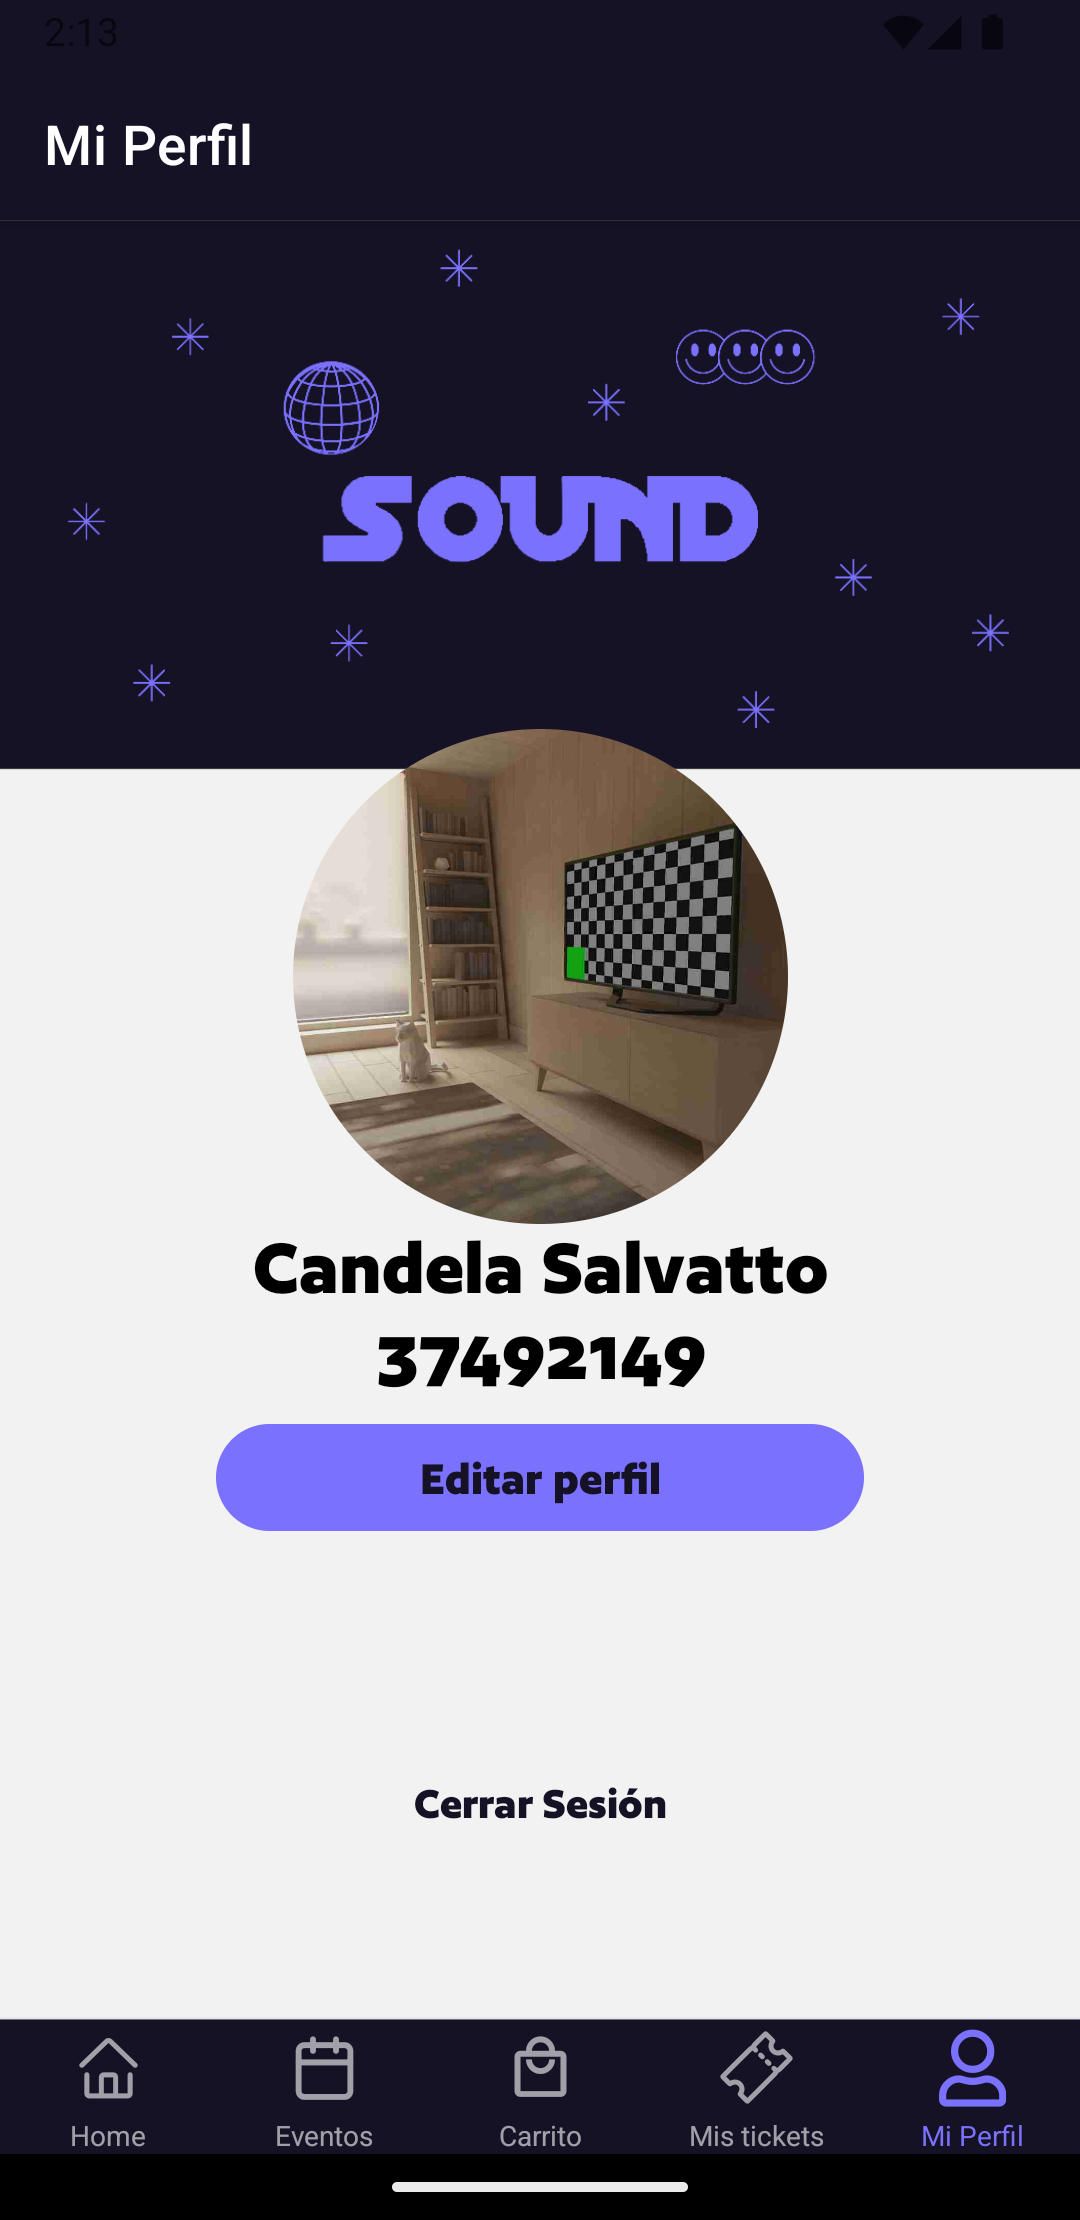 2:13
Mi Perfil
SOUND
Candela Salvatto
37492149
Editar perfil
Cerrar Sesión
Home
Eventos
Carrito
Mis tickets
Mi Perfil